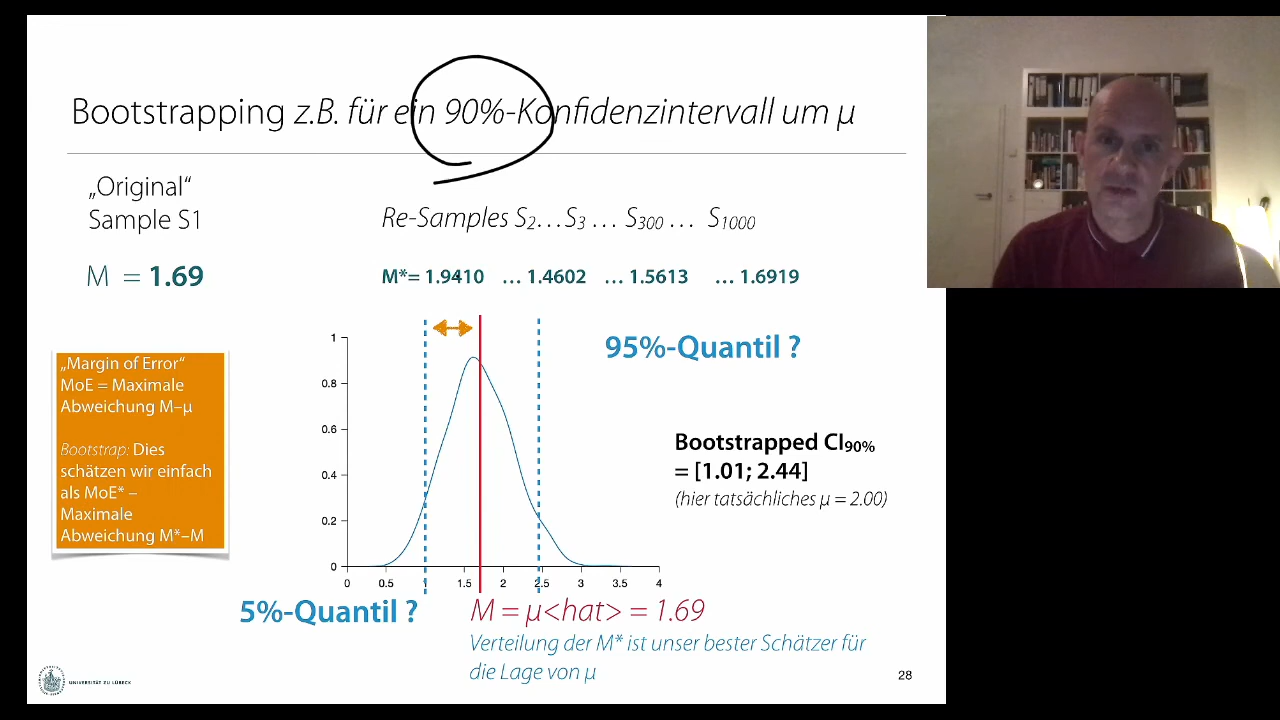 Bootstrapping z.B. für ein 90%-Konfidenzintervall um μ
„Original“
Sample S1
Re-Samples S2…S3 … S300 … S1000
M = 1.69
M*= 1.9410 … 1.4602 … 1.5613 … 1.6919
95%-Quantil ?
„Margin of Error“
MoE = Maximale
Abweichung M–μ
Bootstrap: Dies
schätzen wir einfach
als MoE* –
Maximale
Abweichung M*–M
1
0.8
0.6
0.4
0.2
0
0 0.5 1 1.5 2 2.5 3 3.5 4
Bootstrapped CI90%
= [1.01; 2.44]
(hier tatsächliches μ = 2.00)
5%-Quantil ?
M = μ<hat> = 1.69
Verteilung der M* ist unser bester Schätzer für
die Lage von μ
UNIVERSITÄT ZU LÜBECK
28